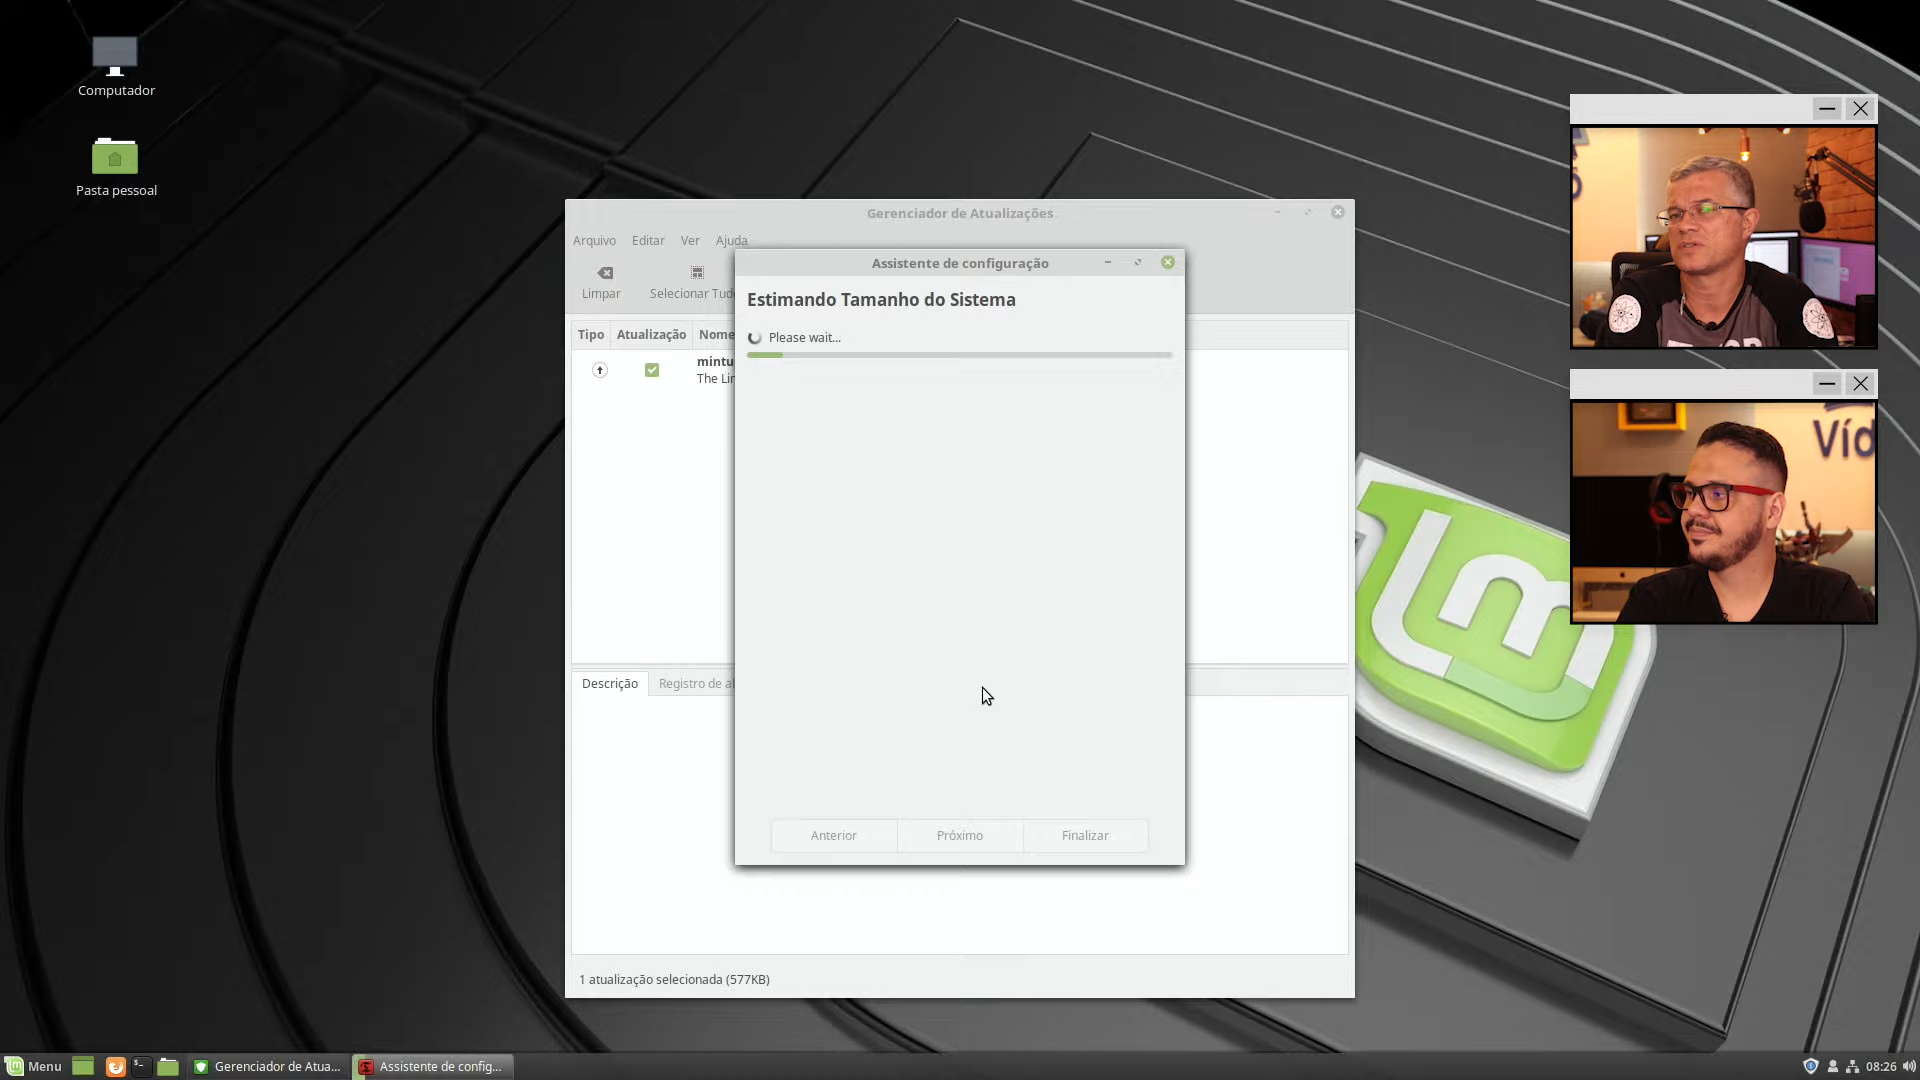 Computador
Pasta pessoal
Gerenciador de Atualizações
Arquivo Editar Ver Ajuda
Limpar Selecionar Tud
Tipo Atualização Nome
mintu
The Lin
Descrição Registro de al
1 atualização selecionada (577KB)
Assistente de configuração
Estimando Tamanho do Sistema
Please wait...
Anterior Próximo Finalizar
Víd
Menu Gerenciador de Atua... Assistente de config... 08:26